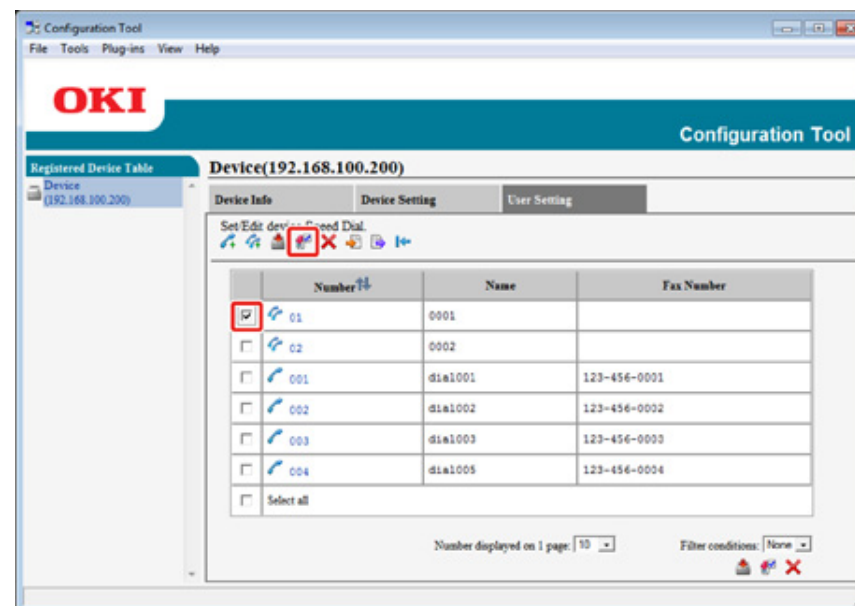 Configuration Tool
File Tools Plug-ins View Help
OKI
Configuration Tool
Registered Device Table
Device
(192.168.100.200)
Device(192.168.100.200)
Device Info Device Setting User Setting
Set/Edit device Speed Dial.
Number Name Fax Number
01 0001
02 0002
001 dial001 123-456-0001
002 dial002 123-456-0002
003 dial003 123-456-0003
004 dial005 123-456-0004
Select all
Number displayed on 1 page: 10 Filter conditions: None